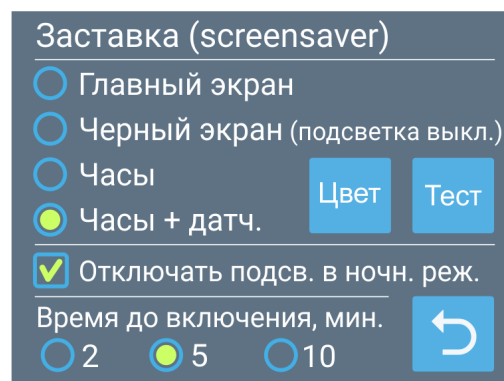 Заставка (screensaver)
Главный экран
Черный экран (подсветка выкл.)
Часы
Цвет Тест
Часы + датч.
Отключать подсв. в ночн. реж.
Время до включения, мин.
2 5 10